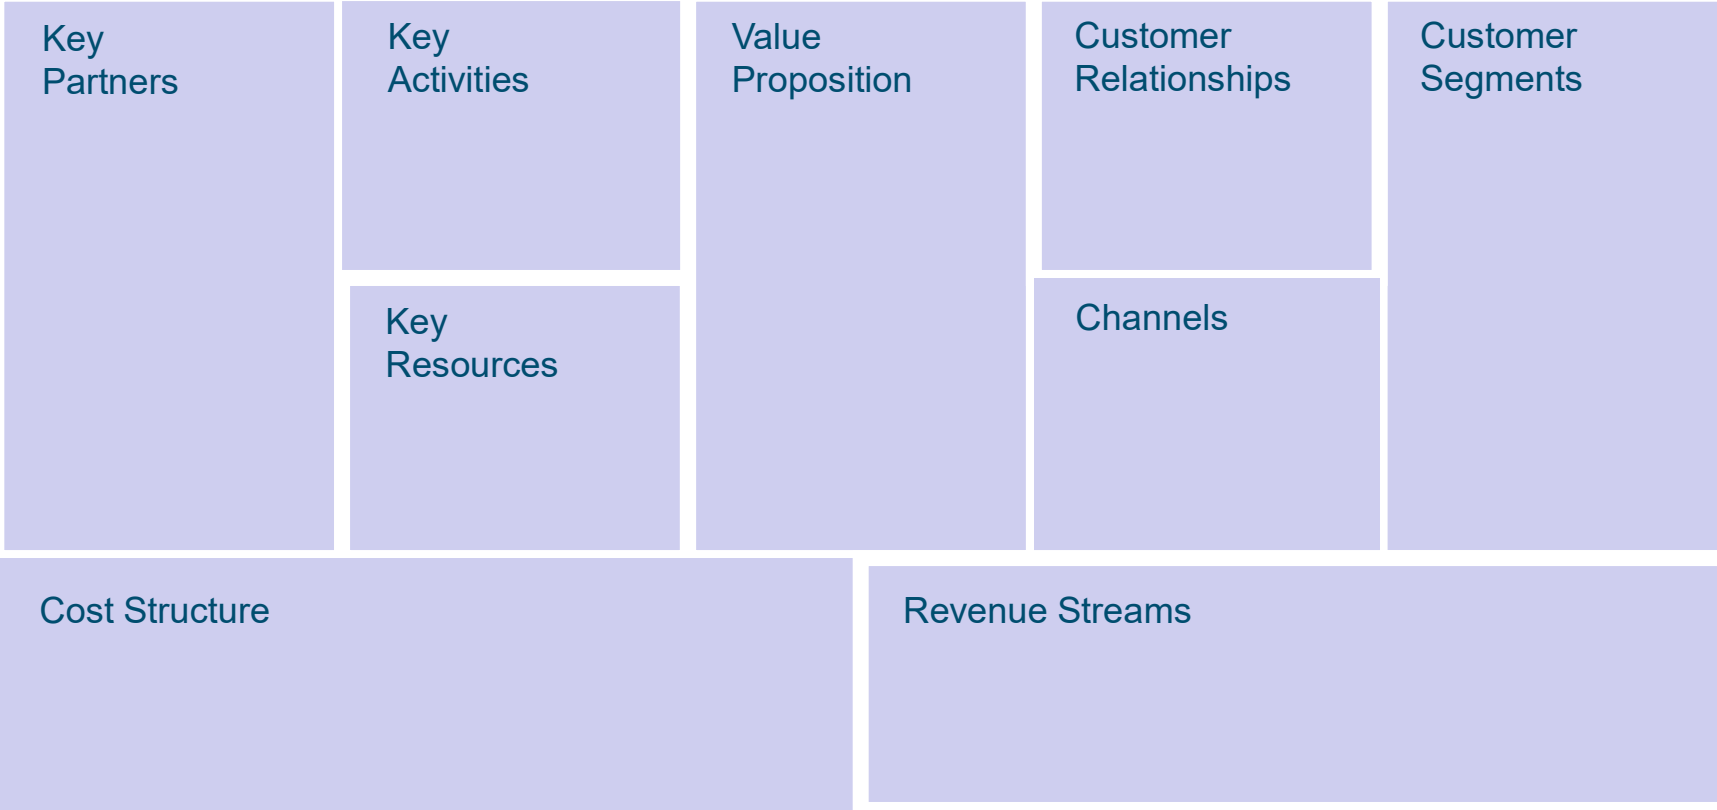 Key
Partners
Key
Activities
Key
Resources
Value
Proposition
Customer
Relationships
Channels
Customer
Segments
Cost Structure
Revenue Streams